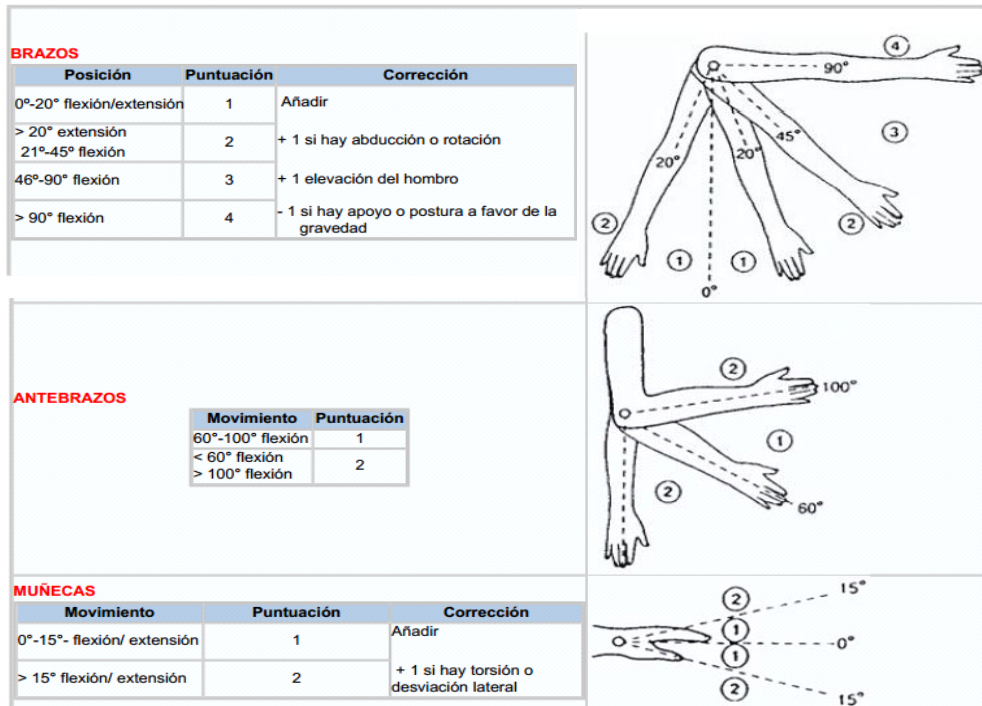 BRAZOS
Posición Puntuación Corrección
0º-20° flexión/extensión 1 Añadir
> 20° extensión
21º-45º flexión 2 + 1 si hay abducción o rotación
46º-90° flexión 3 + 1 elevación del hombro
> 90° flexión 4 - 1 si hay apoyo o postura a favor de la
gravedad
4
90°
3
45°
20° 20°
2 2
1 1
0°
ANTEBRAZOS
Movimiento Puntuación
60°-100° flexión 1
< 60° flexión
> 100° flexión 2
2
100°
1
2
60°
MUÑECAS
Movimiento Puntuación Corrección
0°-15°- flexión/ extensión 1 Añadir
> 15° flexión/ extensión 2 + 1 si hay torsión o
desviación lateral
15°
2
1
0°
1
2
15°